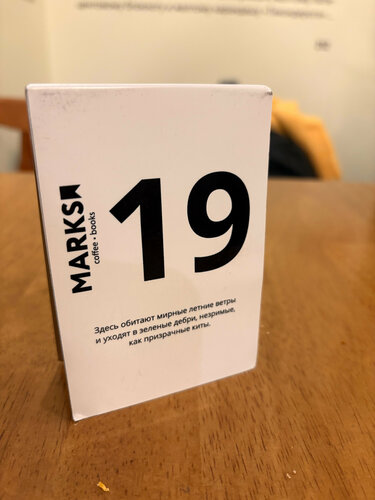 MARKS
coffee • books
19
Здесь обитают мирные летние ветры
и уходят в зеленые дебри, незримые,
как призрачные киты.